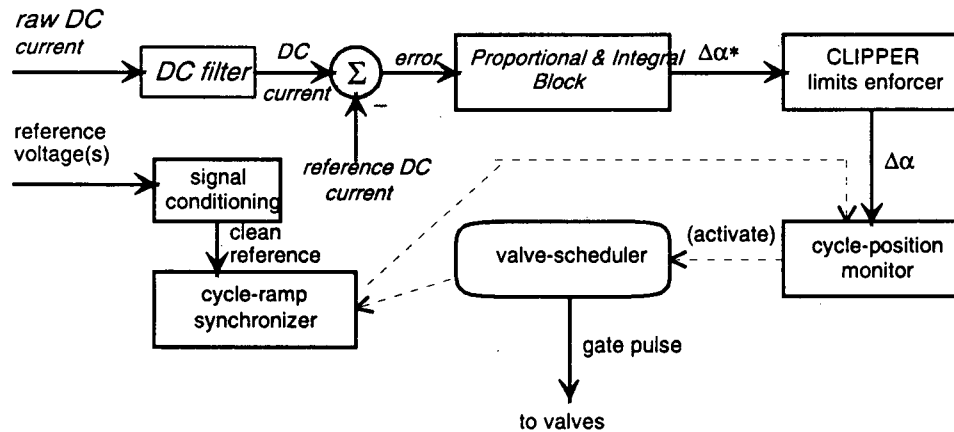 raw DC
current
DC filter
DC
current
Σ
error
−
Proportional & Integral
Block
Δα*
CLIPPER
limits enforcer
reference
voltage(s)
signal
conditioning
reference DC
current
Δα
clean
reference
cycle-ramp
synchronizer
valve-scheduler
(activate)
cycle-position
monitor
gate pulse
to valves